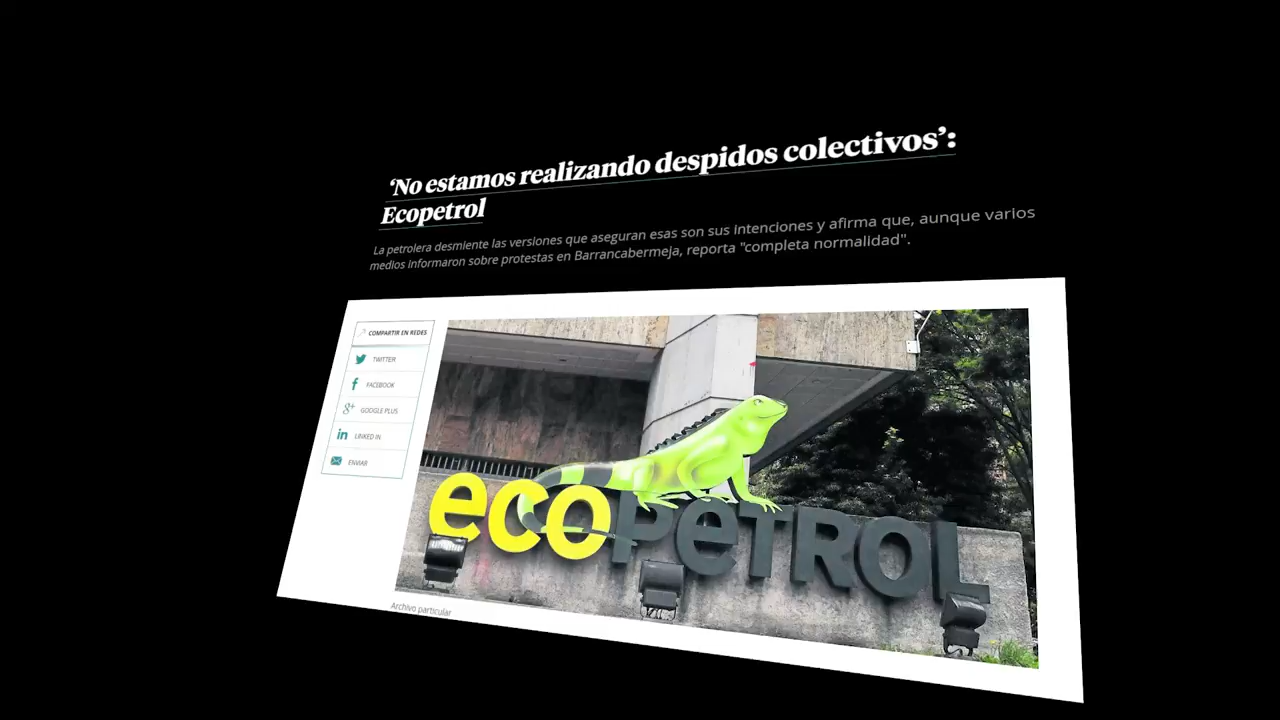 ‘No estamos realizando despidos colectivos’:
Ecopetrol
La petrolera desmiente las versiones que aseguran esas son sus intenciones y afirma que, aunque varios
medios informaron sobre protestas en Barrancabermeja, reporta "completa normalidad".
COMPARTIR EN REDES
TWITTER
FACEBOOK
GOOGLE PLUS
LINKED IN
ENVIAR
ecoPeTROL
Archivo particular